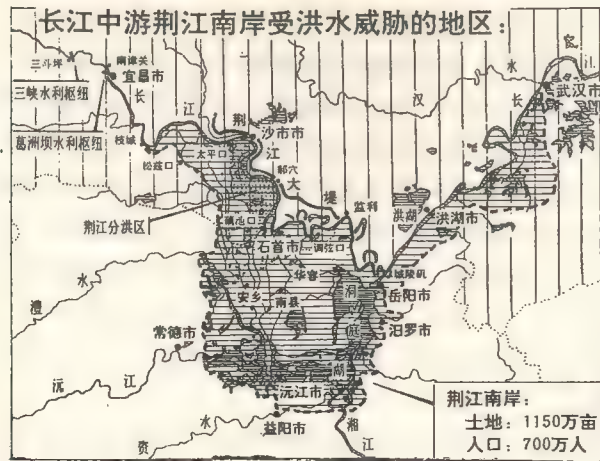 长江中游荆江南岸受洪水威胁的地区：
三斗坪
南津关
宜昌市
三峡水利枢纽
葛洲坝水利枢纽
长
江
枝城
松滋口
太平口
荆
江
大
堤
沙市市
郝穴
监利
汉
水
长
江
武汉市
洪湖
洪湖市
荆江分洪区
藕池口
石首市
调弦口
华容
城陵矶
岳阳市
汨罗市
安乡
南县
洞
庭
湖
澧
水
常德市
沅
江
沅江市
益阳市
资
水
湘
江
荆江南岸：
土地：1150万亩
人口：700万人